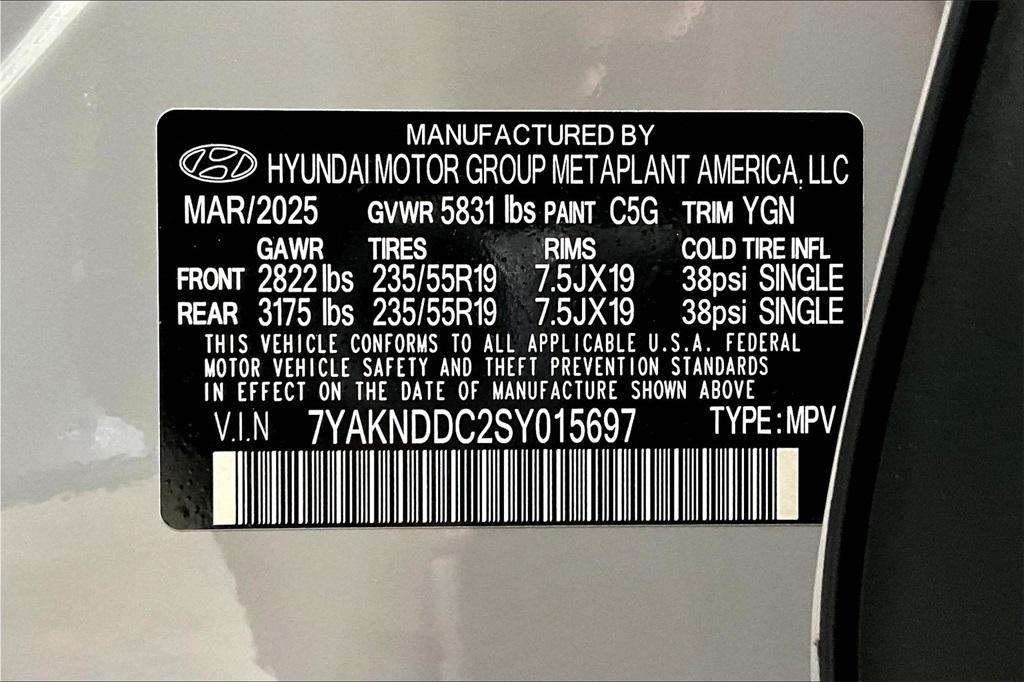 MANUFACTURED BY
HYUNDAI MOTOR GROUP METAPLANT AMERICA, LLC
MAR/2025 GVWR 5831 lbs PAINT C5G TRIM YGN
GAWR TIRES RIMS COLD TIRE INFL
FRONT 2822 lbs 235/55R19 7.5JX19 38psi SINGLE
REAR 3175 lbs 235/55R19 7.5JX19 38psi SINGLE
THIS VEHICLE CONFORMS TO ALL APPLICABLE U.S.A. FEDERAL
MOTOR VEHICLE SAFETY AND THEFT PREVENTION STANDARDS
IN EFFECT ON THE DATE OF MANUFACTURE SHOWN ABOVE
V.I.N 7YAKNDDC2SY015697 TYPE: MPV